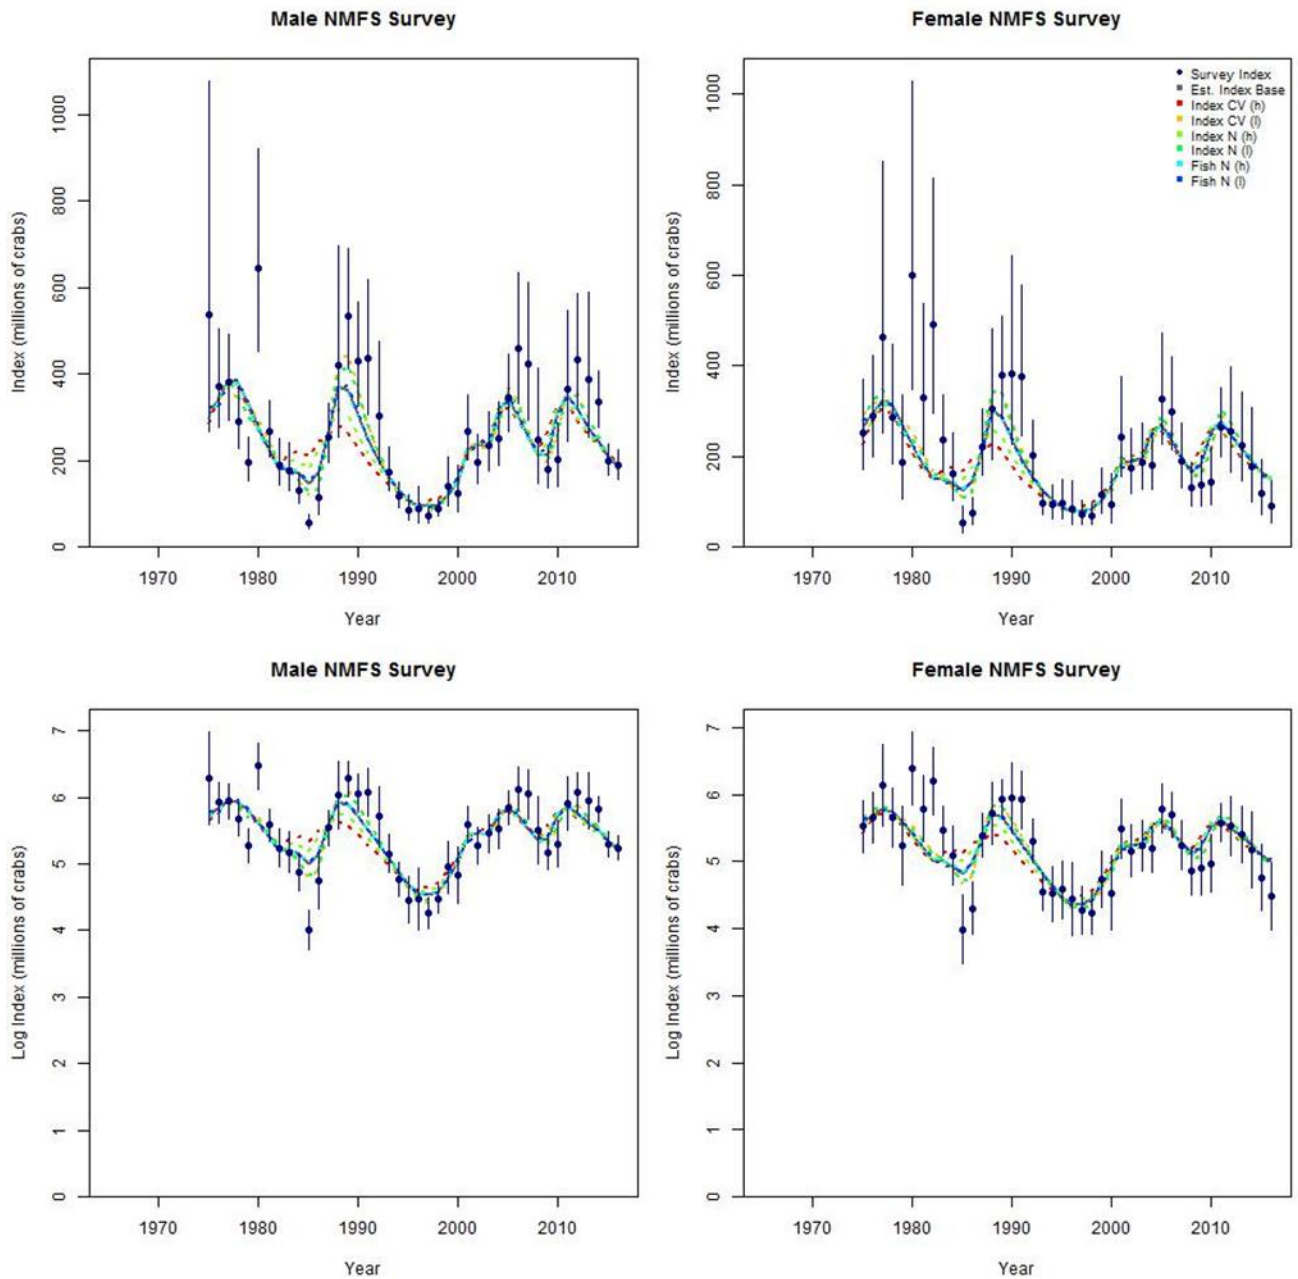 Male NMFS Survey
Index (millions of crabs)
0 200 400 600 800 1000
1970 1980 1990 2000 2010
Year
Female NMFS Survey
Index (millions of crabs)
0 200 400 600 800 1000
Survey Index
Est. Index Base
Index CV (h)
Index CV (l)
Index N (h)
Index N (l)
Fish N (h)
Fish N (l)
1970 1980 1990 2000 2010
Year
Male NMFS Survey
Log Index (millions of crabs)
0 1 2 3 4 5 6 7
1970 1980 1990 2000 2010
Year
Female NMFS Survey
Log Index (millions of crabs)
0 1 2 3 4 5 6 7
1970 1980 1990 2000 2010
Year